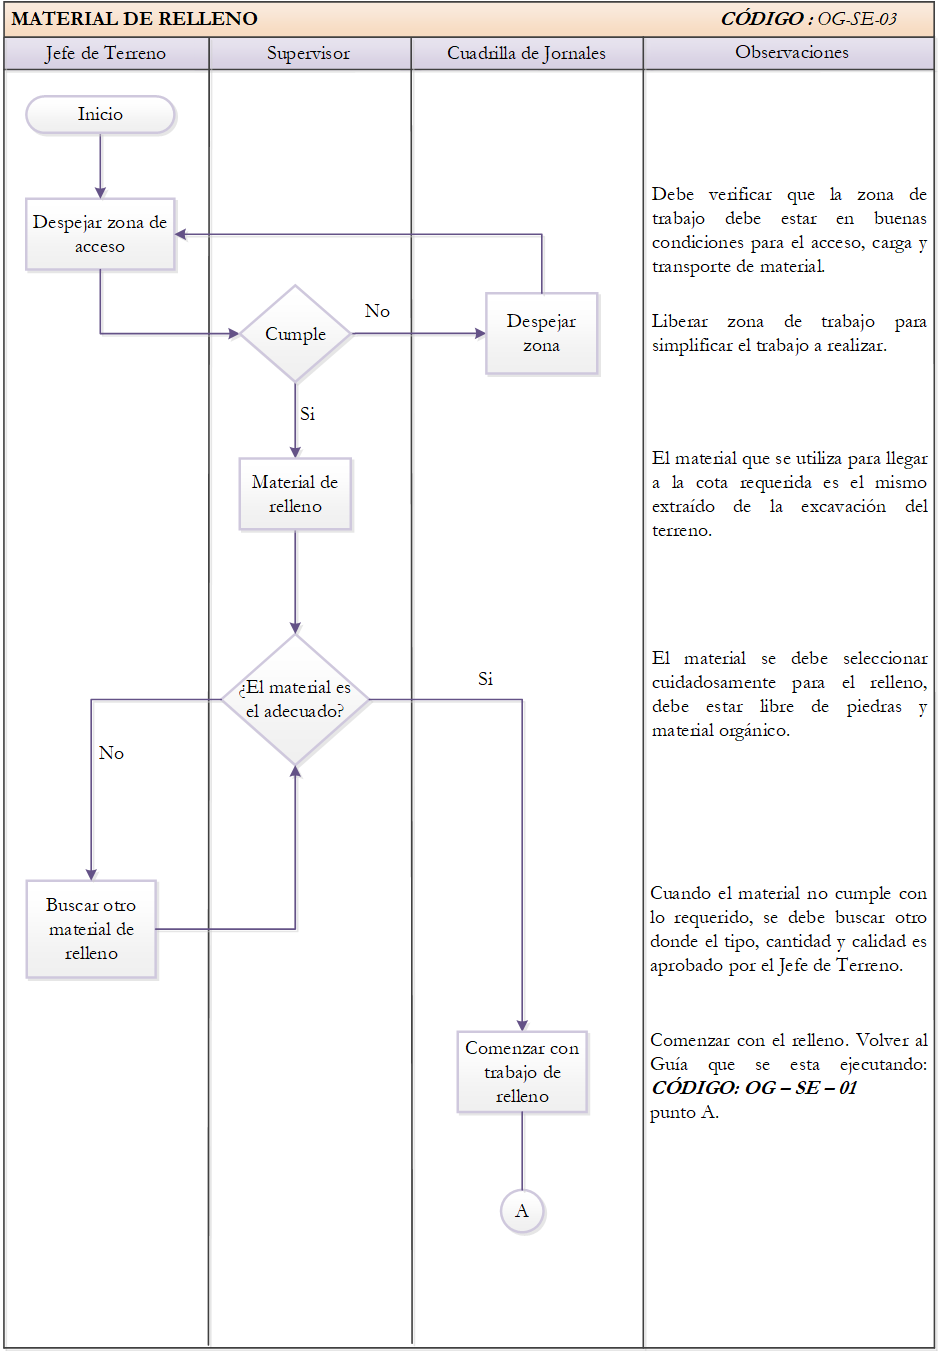 MATERIAL DE RELLENO
CÓDIGO : OG-SE-03
Jefe de Terreno
Supervisor
Cuadrilla de Jornales
Observaciones
Inicio
Despejar zona de
acceso
Debe verificar que la zona de
trabajo debe estar en buenas
condiciones para el acceso, carga y
transporte de material.
Cumple
No
Despejar
zona
Liberar zona de trabajo para
simplificar el trabajo a realizar.
Si
Material de
relleno
El material que se utiliza para llegar
a la cota requerida es el mismo
extraído de la excavación del
terreno.
¿El material es
el adecuado?
Si
No
El material se debe seleccionar
cuidadosamente para el relleno,
debe estar libre de piedras y
material orgánico.
Buscar otro
material de
relleno
Cuando el material no cumple con
lo requerido, se debe buscar otro
donde el tipo, cantidad y calidad es
aprobado por el Jefe de Terreno.
Comenzar con
trabajo de
relleno
Comenzar con el relleno. Volver al
Guía que se esta ejecutando:
CÓDIGO: OG – SE – 01
punto A.
A